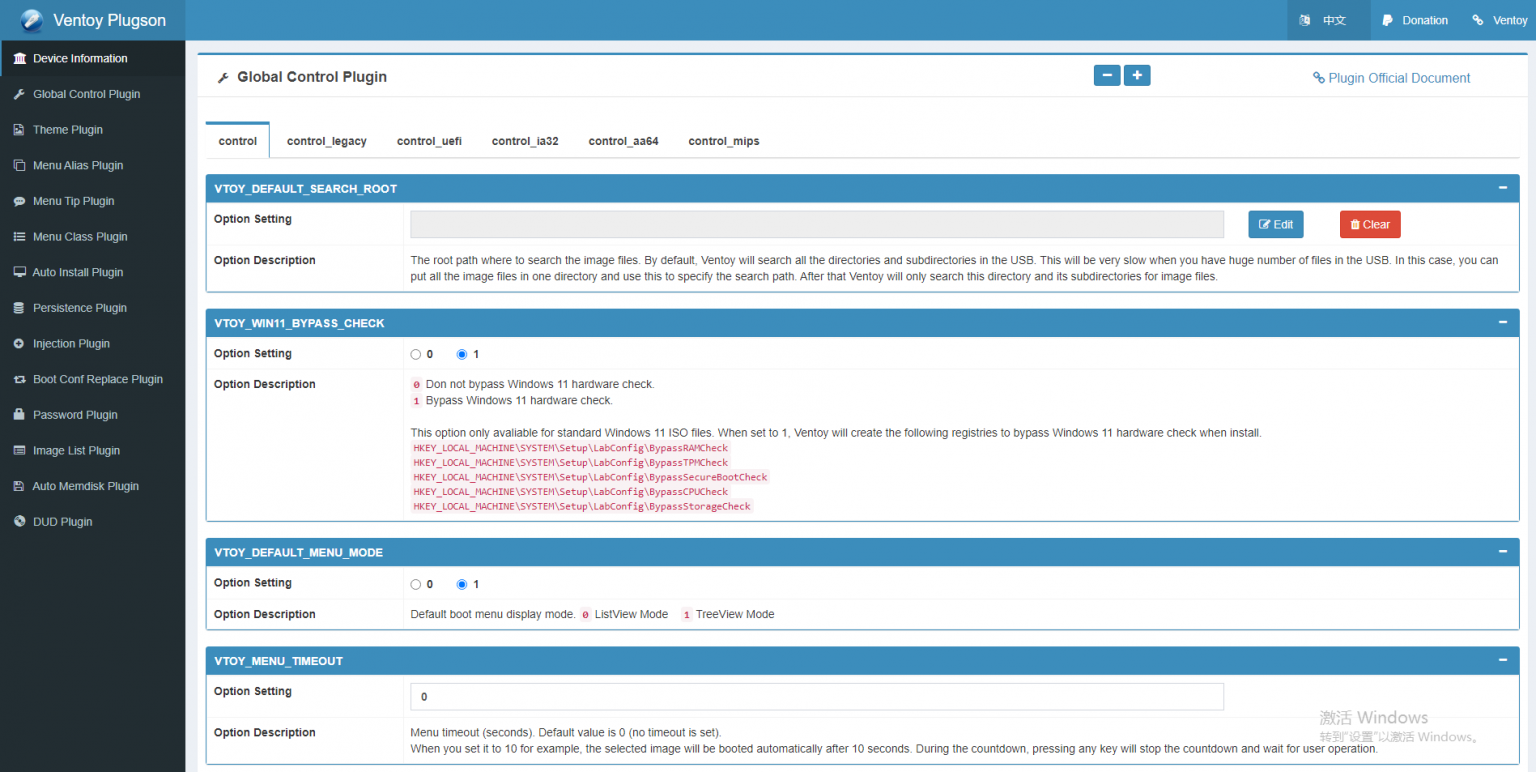 Ventoy Plugson
中文
Donation
Ventoy
Device Information
Global Control Plugin
Theme Plugin
Menu Alias Plugin
Menu Tip Plugin
Menu Class Plugin
Auto Install Plugin
Persistence Plugin
Injection Plugin
Boot Conf Replace Plugin
Password Plugin
Image List Plugin
Auto Memdisk Plugin
DUD Plugin
Global Control Plugin
Plugin Official Document
control control_legacy control_uefi control_ia32 control_aa64 control_mips
VTOY_DEFAULT_SEARCH_ROOT
Option Setting
Edit
Clear
Option Description
The root path where to search the image files. By default, Ventoy will search all the directories and subdirectories in the USB. This will be very slow when you have huge number of files in the USB. In this case, you can
put all the image files in one directory and use this to specify the search path. After that Ventoy will only search this directory and its subdirectories for image files.
VTOY_WIN11_BYPASS_CHECK
Option Setting
0 1
Option Description
0 Don not bypass Windows 11 hardware check.
1 Bypass Windows 11 hardware check.
This option only avaliable for standard Windows 11 ISO files. When set to 1, Ventoy will create the following registries to bypass Windows 11 hardware check when install.
HKEY_LOCAL_MACHINE\SYSTEM\Setup\LabConfig\BypassRAMCheck
HKEY_LOCAL_MACHINE\SYSTEM\Setup\LabConfig\BypassTPMCheck
HKEY_LOCAL_MACHINE\SYSTEM\Setup\LabConfig\BypassSecureBootCheck
HKEY_LOCAL_MACHINE\SYSTEM\Setup\LabConfig\BypassCPUCheck
HKEY_LOCAL_MACHINE\SYSTEM\Setup\LabConfig\BypassStorageCheck
VTOY_DEFAULT_MENU_MODE
Option Setting
0 1
Option Description
Default boot menu display mode. 0 ListView Mode 1 TreeView Mode
VTOY_MENU_TIMEOUT
Option Setting
0
Option Description
Menu timeout (seconds). Default value is 0 (no timeout is set).
When you set it to 10 for example, the selected image will be booted automatically after 10 seconds. During the countdown, pressing any key will stop the countdown and wait for user operation.
激活 Windows
转到"设置"以激活 Windows。